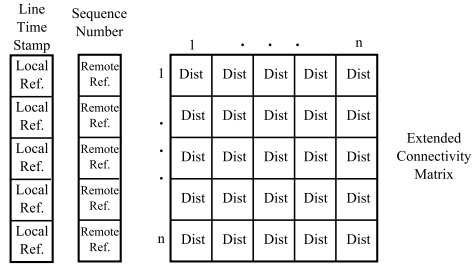 Line
Time
Stamp
Sequence
Number
1 . . . n
Local
Ref.
Remote
Ref.
1
Dist Dist Dist Dist Dist
Local
Ref.
Remote
Ref.
.
Dist Dist Dist Dist Dist
Local
Ref.
Remote
Ref.
.
Dist Dist Dist Dist Dist
Extended
Connectivity
Matrix
Local
Ref.
Remote
Ref.
.
Dist Dist Dist Dist Dist
Local
Ref.
Remote
Ref.
n
Dist Dist Dist Dist Dist